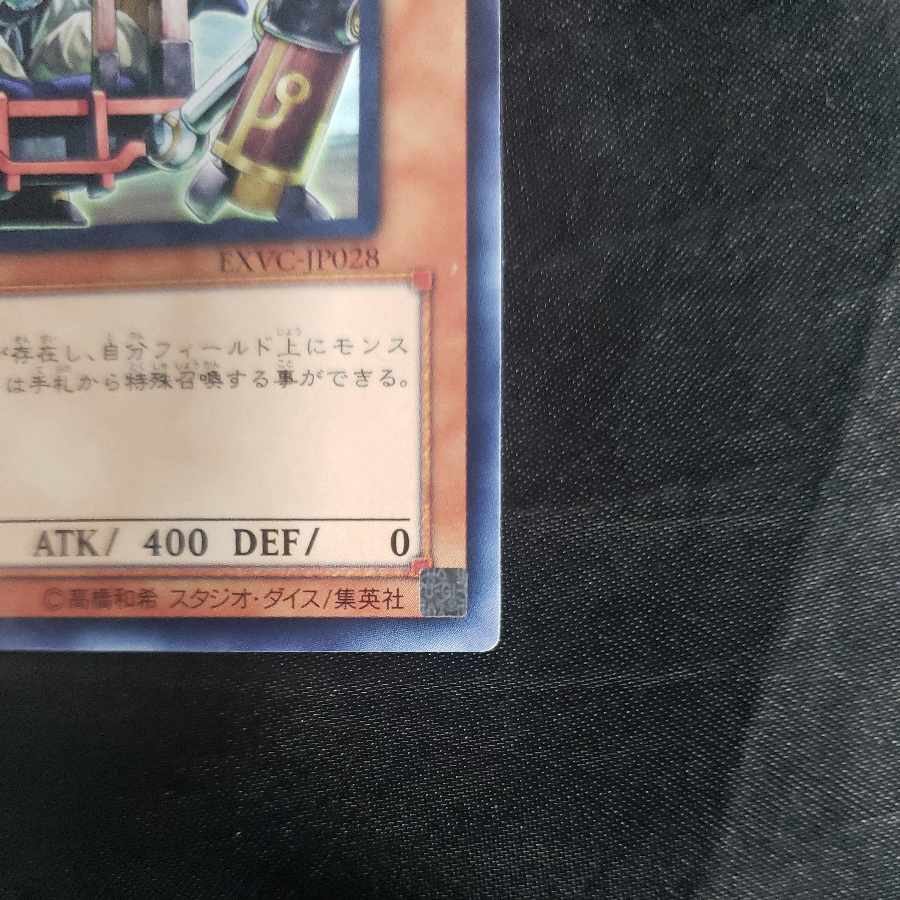 EXVC-JP028
が存在し、自分フィールド上にモンス
は手札から特殊召喚する事ができる。
ATK/ 400 DEF/ 0
©高橋和希 スタジオ・ダイス/集英社